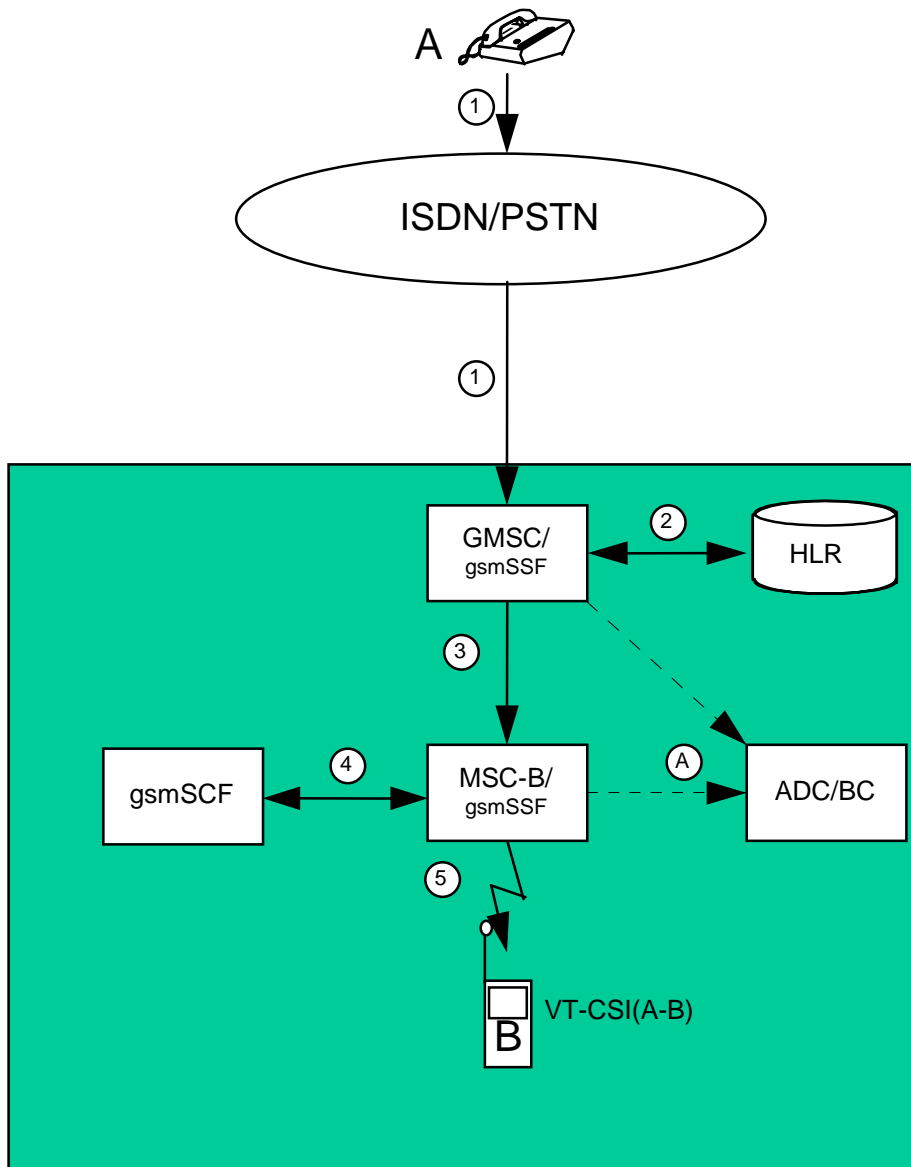 A
1
ISDN/PSTN
1
GMSC/
gsmSSF
2
HLR
3
gsmSCF
4
MSC-B/
gsmSSF
A
ADC/BC
5
B
VT-CSI(A-B)